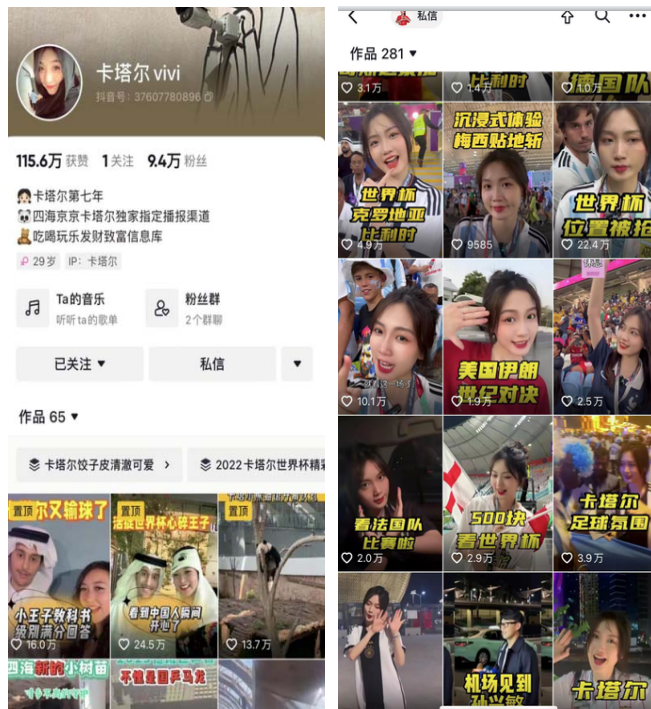 卡塔尔 vivi
抖音号：37607780896
115.6万 获赞 1 关注 9.4万 粉丝
卡塔尔第七年
四海京京卡塔尔独家指定播报渠道
吃喝玩乐发财致富信息库
29岁 IP：卡塔尔
Ta的音乐
听听ta的歌单
粉丝群
2个群聊
已关注
私信
作品 65
卡塔尔饺子皮清澈可爱
2022卡塔尔世界杯精彩
置顶
尔又输球了
小王子教科书
级别满分回答
16.0万
置顶
活捉世界杯心碎王子
看到中国人瞬间
开心了
24.5万
置顶
13.7万
四海新的小树苗
不愧是国乒马龙
私信
作品 281
3.1万
比利时
1.4万
德国队
1.0万
世界杯
克罗地亚
比利时
4.9万
沉浸式体验
梅西贴地斩
9585
世界杯
位置被抢
22.4万
10.1万
美国伊朗
世纪对决
1.9万
2.5万
看法国队
比赛啦
2.0万
500块
看世界杯
2.9万
卡塔尔
足球氛围
3.9万
机场见到
孙兴敏
卡塔尔